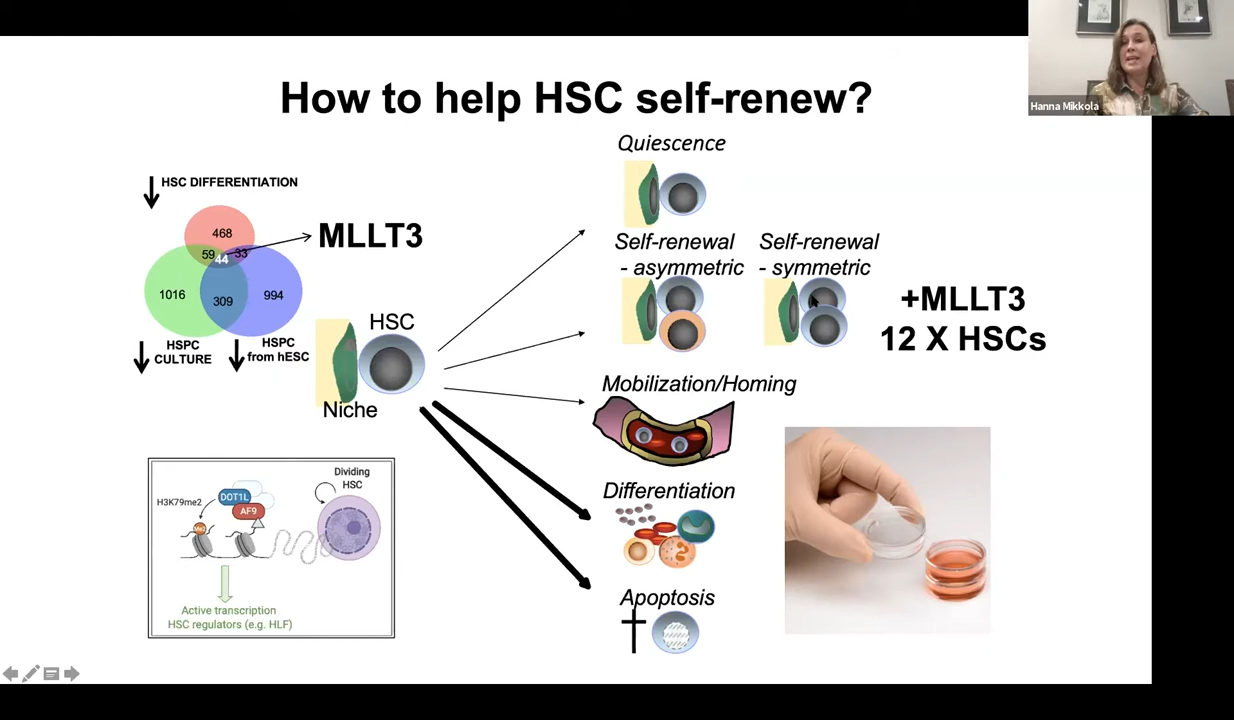 Hanna Mikkola
How to help HSC self-renew?
HSC DIFFERENTIATION
468
59
44
33
1016
309
994
HSPC
CULTURE
HSPC
from hESC
MLLT3
HSC
Niche
Quiescence
Self-renewal
- asymmetric
Self-renewal
- symmetric
+MLLT3
12 X HSCs
Mobilization/Homing
Differentiation
Apoptosis
Dividing
HSC
H3K79me2
DOT1L
AF9
Me2
Active transcription
HSC regulators (e.g. HLF)